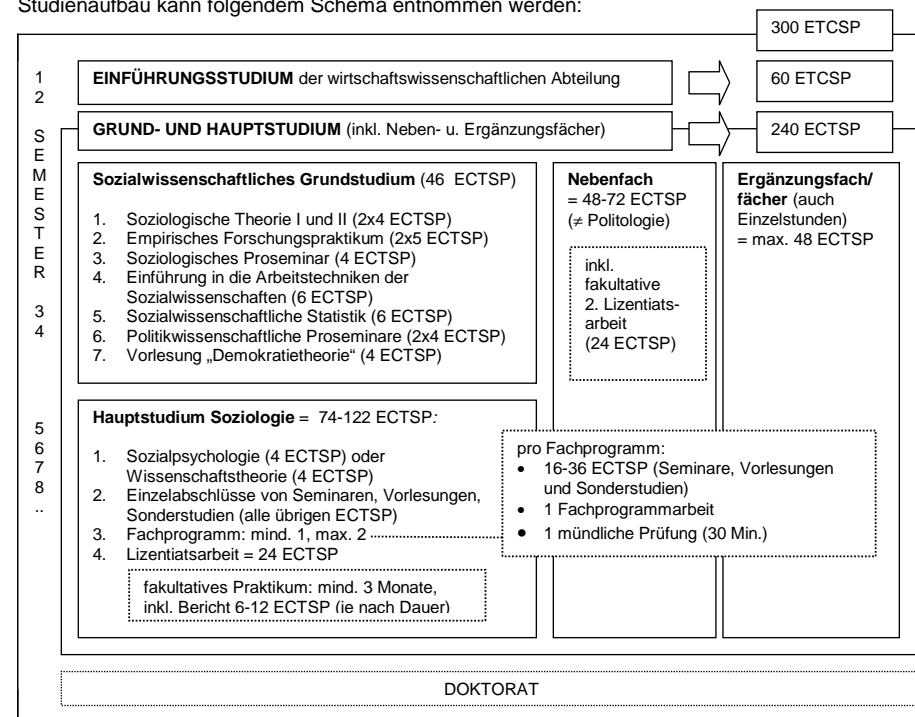 Studienaufbau kann folgendem Schema entnommen werden:
300 ETCSP
1
2
EINFÜHRUNGSSTUDIUM der wirtschaftswissenschaftlichen Abteilung
60 ETCSP
GRUND- UND HAUPTSTUDIUM (inkl. Neben- u. Ergänzungsfächer)
240 ECTSP
S
E
M
E
S
T
E
R
3
4
5
6
7
8
..
Sozialwissenschaftliches Grundstudium (46 ECTSP)
1. Soziologische Theorie I und II (2x4 ECTSP)
2. Empirisches Forschungspraktikum (2x5 ECTSP)
3. Soziologisches Proseminar (4 ECTSP)
4. Einführung in die Arbeitstechniken der
Sozialwissenschaften (6 ECTSP)
5. Sozialwissenschaftliche Statistik (6 ECTSP)
6. Politikwissenschaftliche Proseminare (2x4 ECTSP)
7. Vorlesung „Demokratietheorie“ (4 ECTSP)
Nebenfach
= 48-72 ECTSP
(≠ Politologie)
inkl.
fakultative
2. Lizentiats-
arbeit
(24 ECTSP)
Ergänzungsfach/
fächer (auch
Einzelstunden)
= max. 48 ECTSP
Hauptstudium Soziologie = 74-122 ECTSP:
1. Sozialpsychologie (4 ECTSP) oder
Wissenschaftstheorie (4 ECTSP)
2. Einzelabschlüsse von Seminaren, Vorlesungen,
Sonderstudien (alle übrigen ECTSP)
3. Fachprogramm: mind. 1, max. 2
4. Lizentiatsarbeit = 24 ECTSP
fakultatives Praktikum: mind. 3 Monate,
inkl. Bericht 6-12 ECTSP (je nach Dauer)
pro Fachprogramm:
• 16-36 ECTSP (Seminare, Vorlesungen
und Sonderstudien)
• 1 Fachprogrammarbeit
• 1 mündliche Prüfung (30 Min.)
DOKTORAT